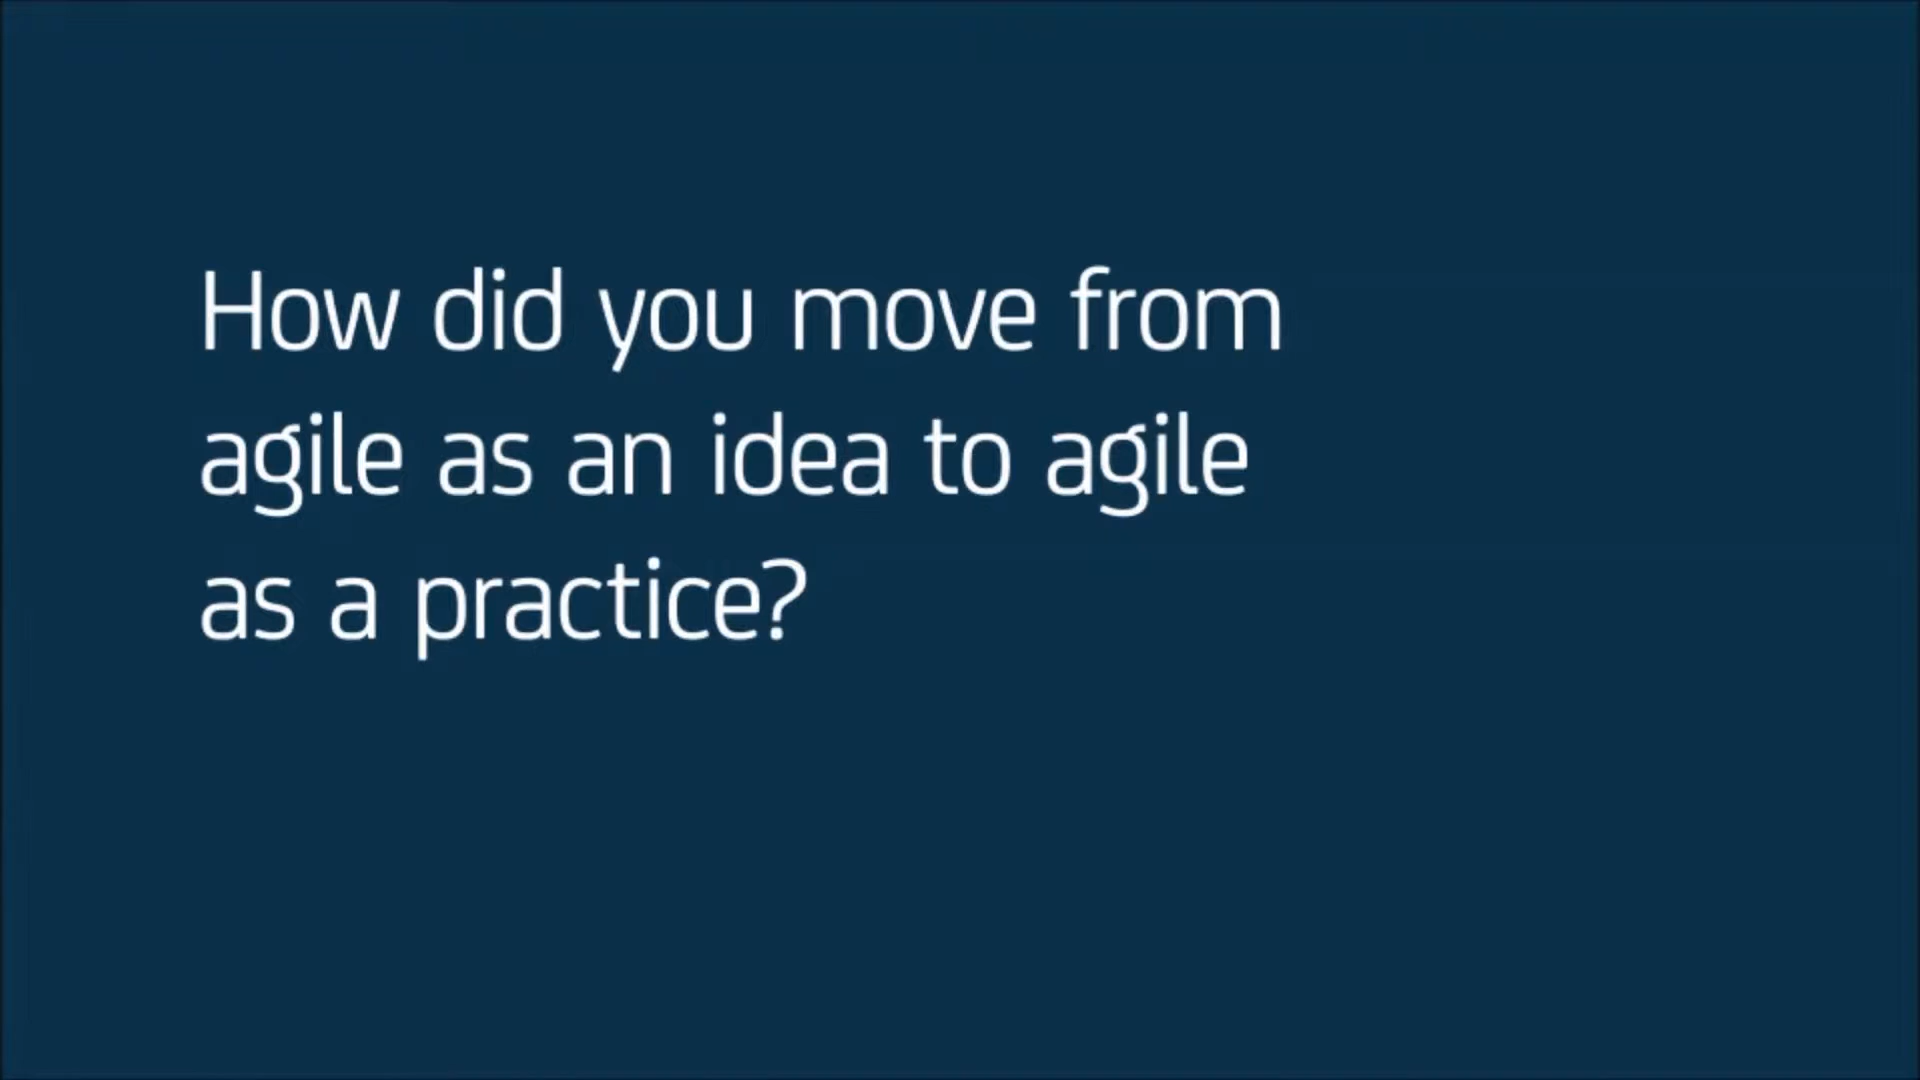 How did you move from
agile as an idea to agile
as a practice?